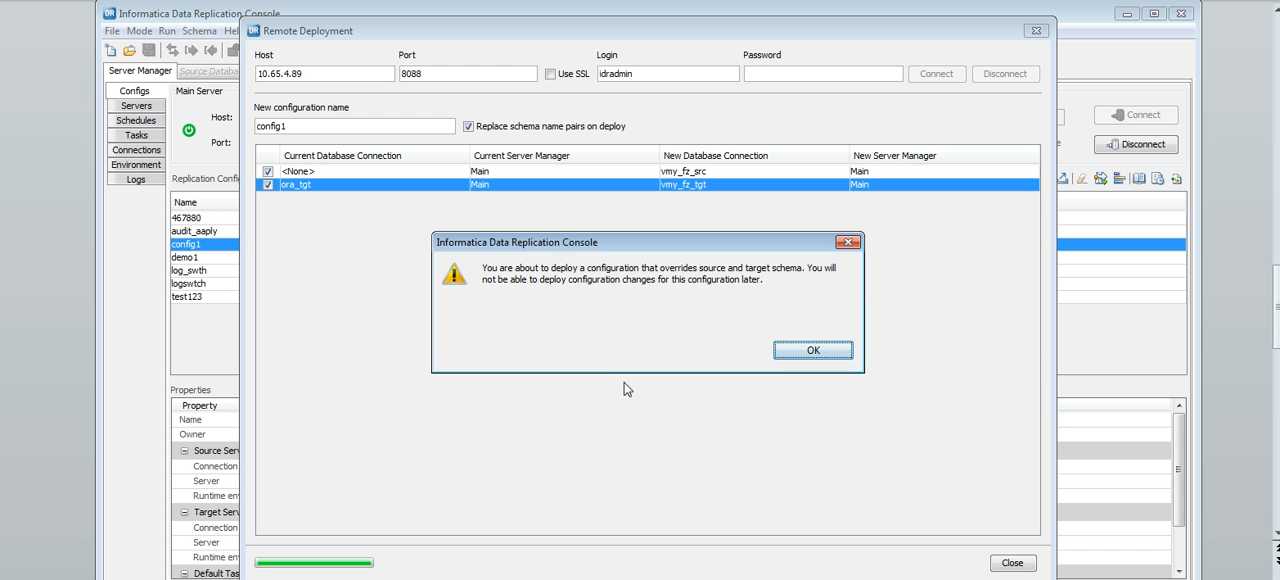 DR Informatica Data Replication Console
File Mode Run Schema Hel
DR Remote Deployment
Server Manager Source Databa
Configs
Servers
Schedules
Tasks
Connections
Environment
Logs
Main Server
Host:
Port:
Host Port Login Password
10.65.4.89 8088 Use SSL idradmin Connect Disconnect
New configuration name
config1 Replace schema name pairs on deploy
Current Database Connection Current Server Manager New Database Connection New Server Manager
<None> Main vmy_fz_src Main
ora_tgt Main vmy_fz_tgt Main
Connect
Disconnect
Replication Config
Name
467880
audit_aaply
config1
demo1
log_swth
logswtch
test123
Informatica Data Replication Console
You are about to deploy a configuration that overrides source and target schema. You will
not be able to deploy configuration changes for this configuration later.
OK
Properties
Property
Name
Owner
Source Serv
Connection
Server
Runtime en
Target Serv
Connection
Server
Runtime en
Default Tas
Close